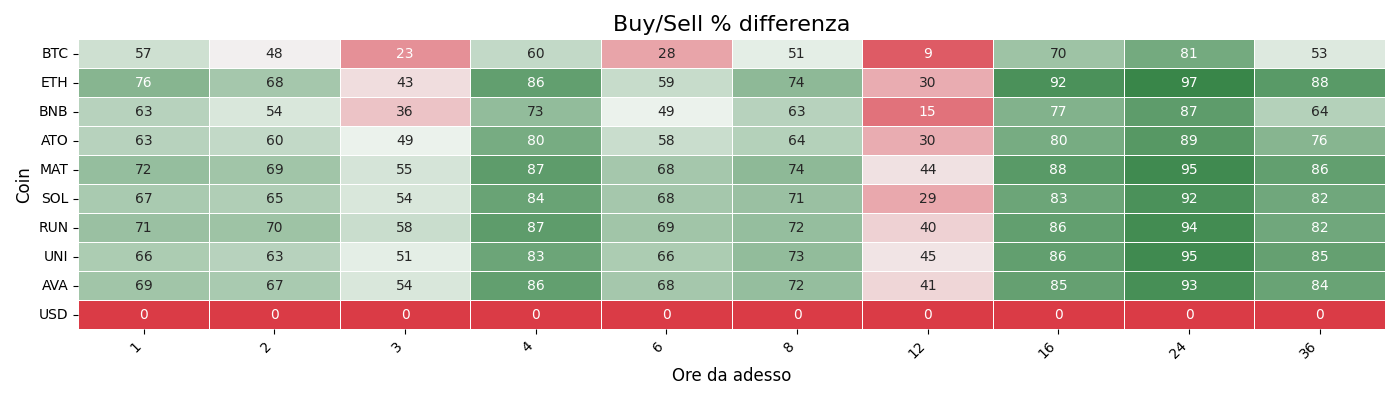 Buy/Sell % differenza
BTC 57 48 23 60 28 51 9 70 81 53
ETH 76 68 43 86 59 74 30 92 97 88
BNB 63 54 36 73 49 63 15 77 87 64
ATO 63 60 49 80 58 64 30 80 89 76
MAT 72 69 55 87 68 74 44 88 95 86
SOL 67 65 54 84 68 71 29 83 92 82
RUN 71 70 58 87 69 72 40 86 94 82
UNI 66 63 51 83 66 73 45 86 95 85
AVA 69 67 54 86 68 72 41 85 93 84
USD 0 0 0 0 0 0 0 0 0 0
Coin
1 2 3 4 6 8 12 16 24 36
Ore da adesso